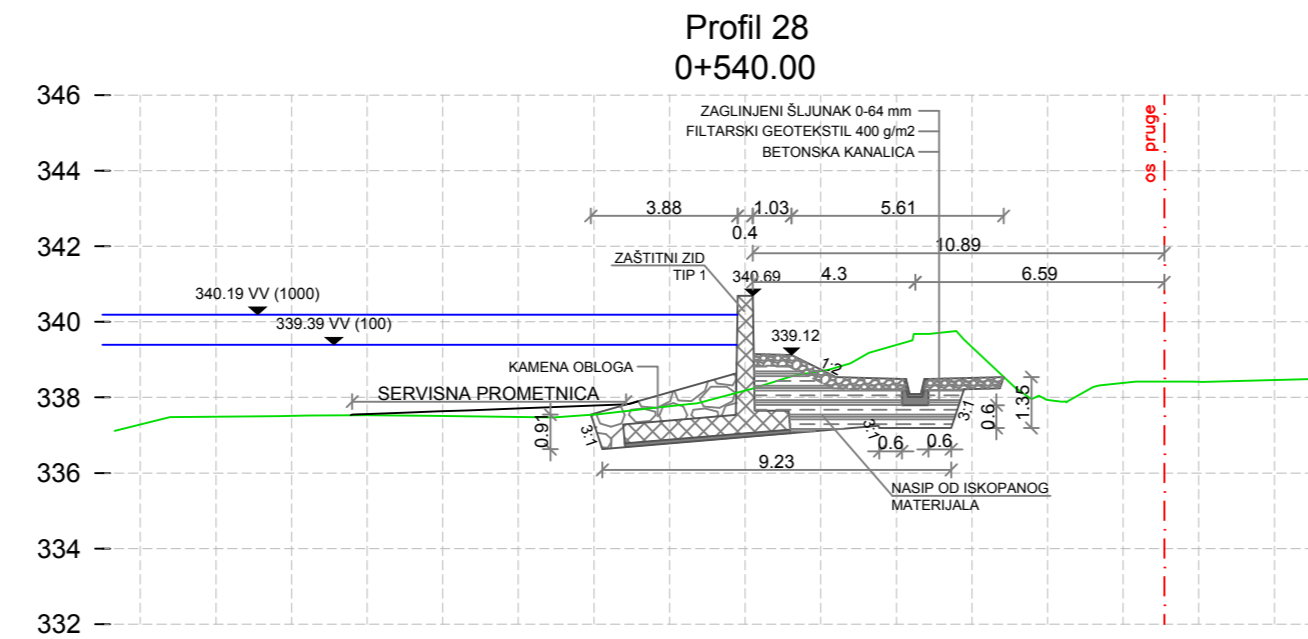 Profil 28
0+540.00
346
ZAGLINJENI ŠLJUNAK 0-64 mm
FILTARSKI GEOTEKSTIL 400 g/m2
BETONSKA KANALICA
os pruge
344
3.88
1.03
5.61
0.4
342
10.89
ZAŠTITNI ZID
TIP 1
340.69
4.3
6.59
340.19 VV (1000)
340
339.39 VV (100)
339.12
KAMENA OBLOGA
1:2
338
SERVISNA PROMETNICA
0.91
3:1
3:1
0.6
0.6
3:1
0.6
1.35
336
9.23
NASIP OD ISKOPANOG
MATERIJALA
334
332